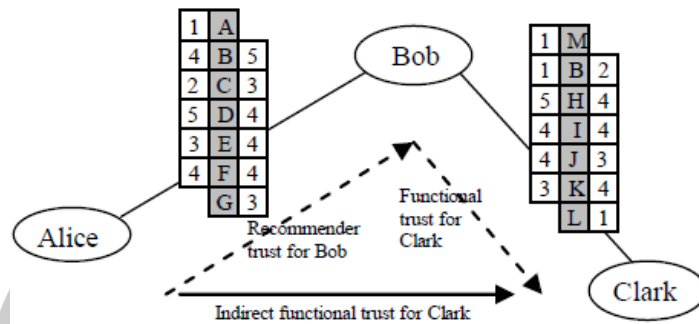 1 A
4 B 5
2 C 3
5 D 4
3 E 4
4 F 4
G 3
Bob
1 M
1 B 2
5 H 4
4 I 4
4 J 3
3 K 4
L 1
Alice
Recommender
trust for Bob
Functional
trust for
Clark
Clark
Indirect functional trust for Clark